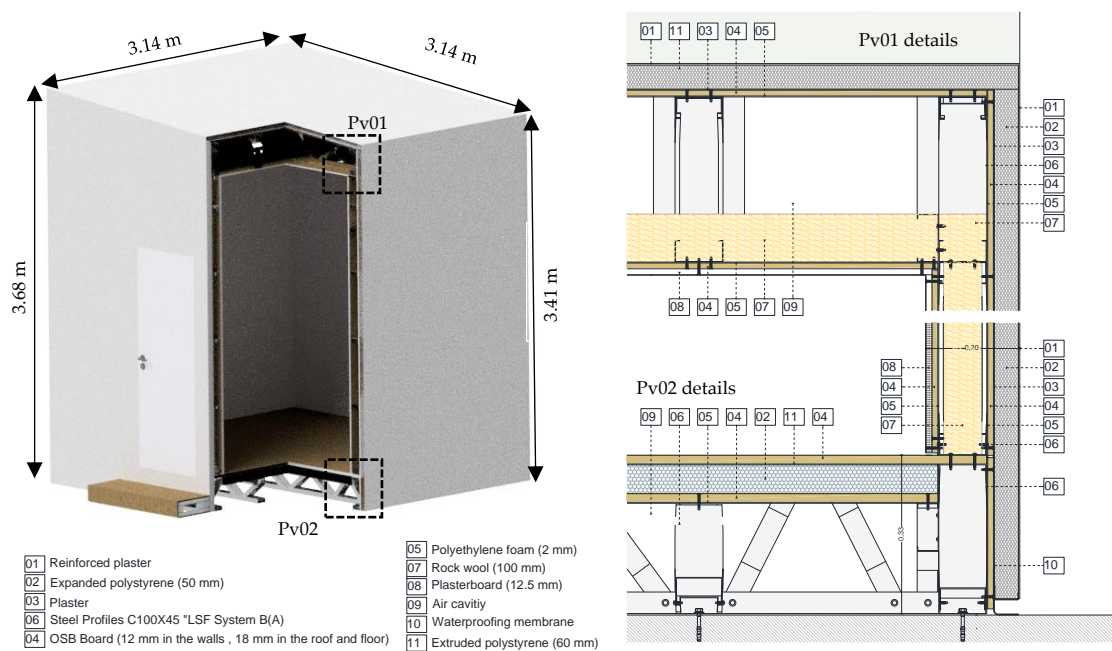 3.14 m
3.14 m
3.68 m
3.41 m
Pv01
Pv02
01 Reinforced plaster
02 Expanded polystyrene (50 mm)
03 Plaster
06 Steel Profiles C100X45 "LSF System B(A)
04 OSB Board (12 mm in the walls , 18 mm in the roof and floor)
05 Polyethylene foam (2 mm)
07 Rock wool (100 mm)
08 Plasterboard (12.5 mm)
09 Air cavitiy
10 Waterproofing membrane
11 Extruded polystyrene (60 mm)
01 11 03 04 05
Pv01 details
01
02
03
06
04
05
07
08 04 05 07 09
0,20
01
02
03
04
05
06
06
10
08
04
05
07
Pv02 details
09 06 05 04 02 11 04
0,33